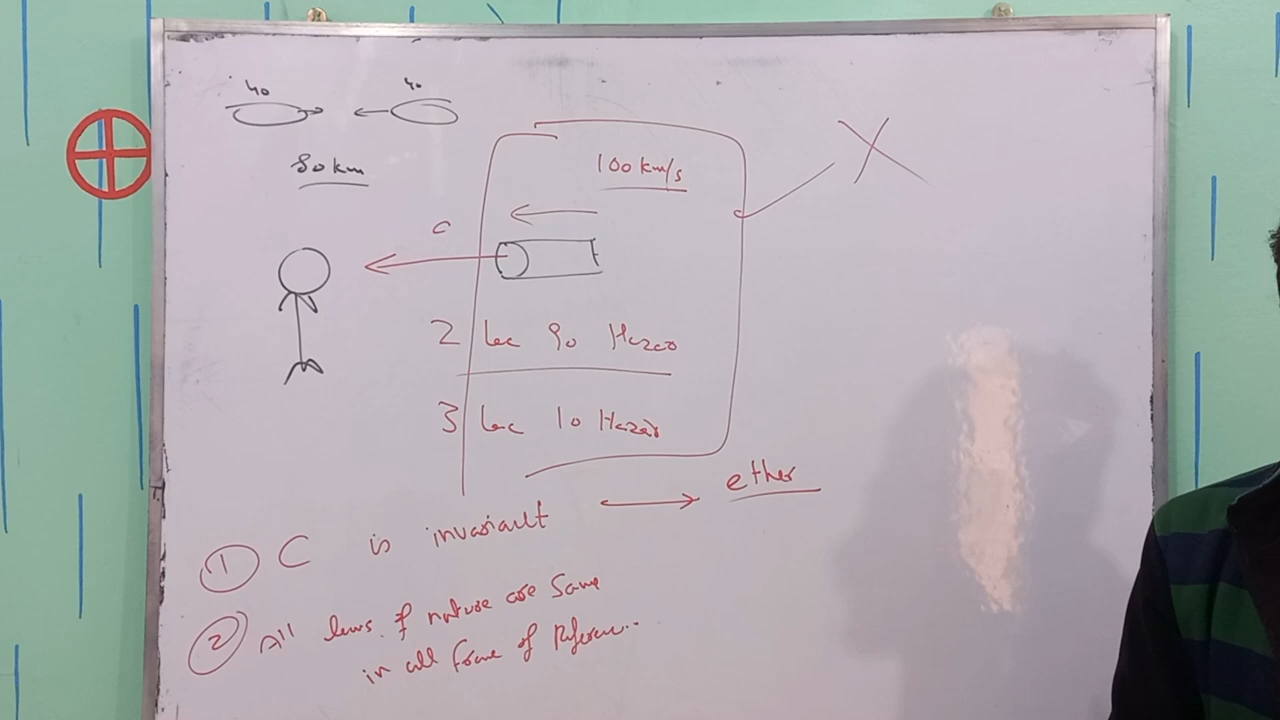 40 40
80 km
100 km/s
X
C
2 Lac 90 Hazar
3 Lac 10 Hazar
ether
① C is invariant
② All laws of nature are same
in all frame of Reference..